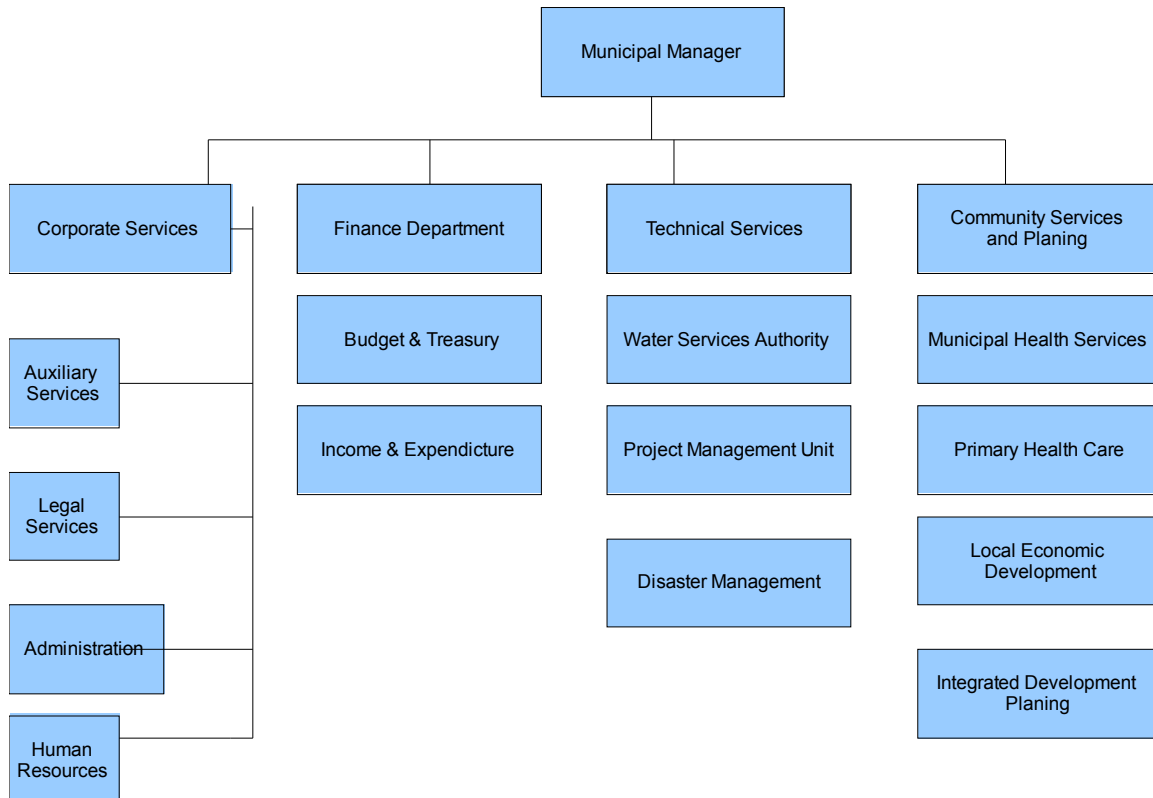 Municipal Manager
Corporate Services
Finance Department
Technical Services
Community Services
and Planing
Budget & Treasury
Water Services Authority
Municipal Health Services
Auxiliary
Services
Income & Expendicture
Project Management Unit
Primary Health Care
Legal
Services
Local Economic
Development
Disaster Management
Administration
Integrated Development
Planing
Human
Resources